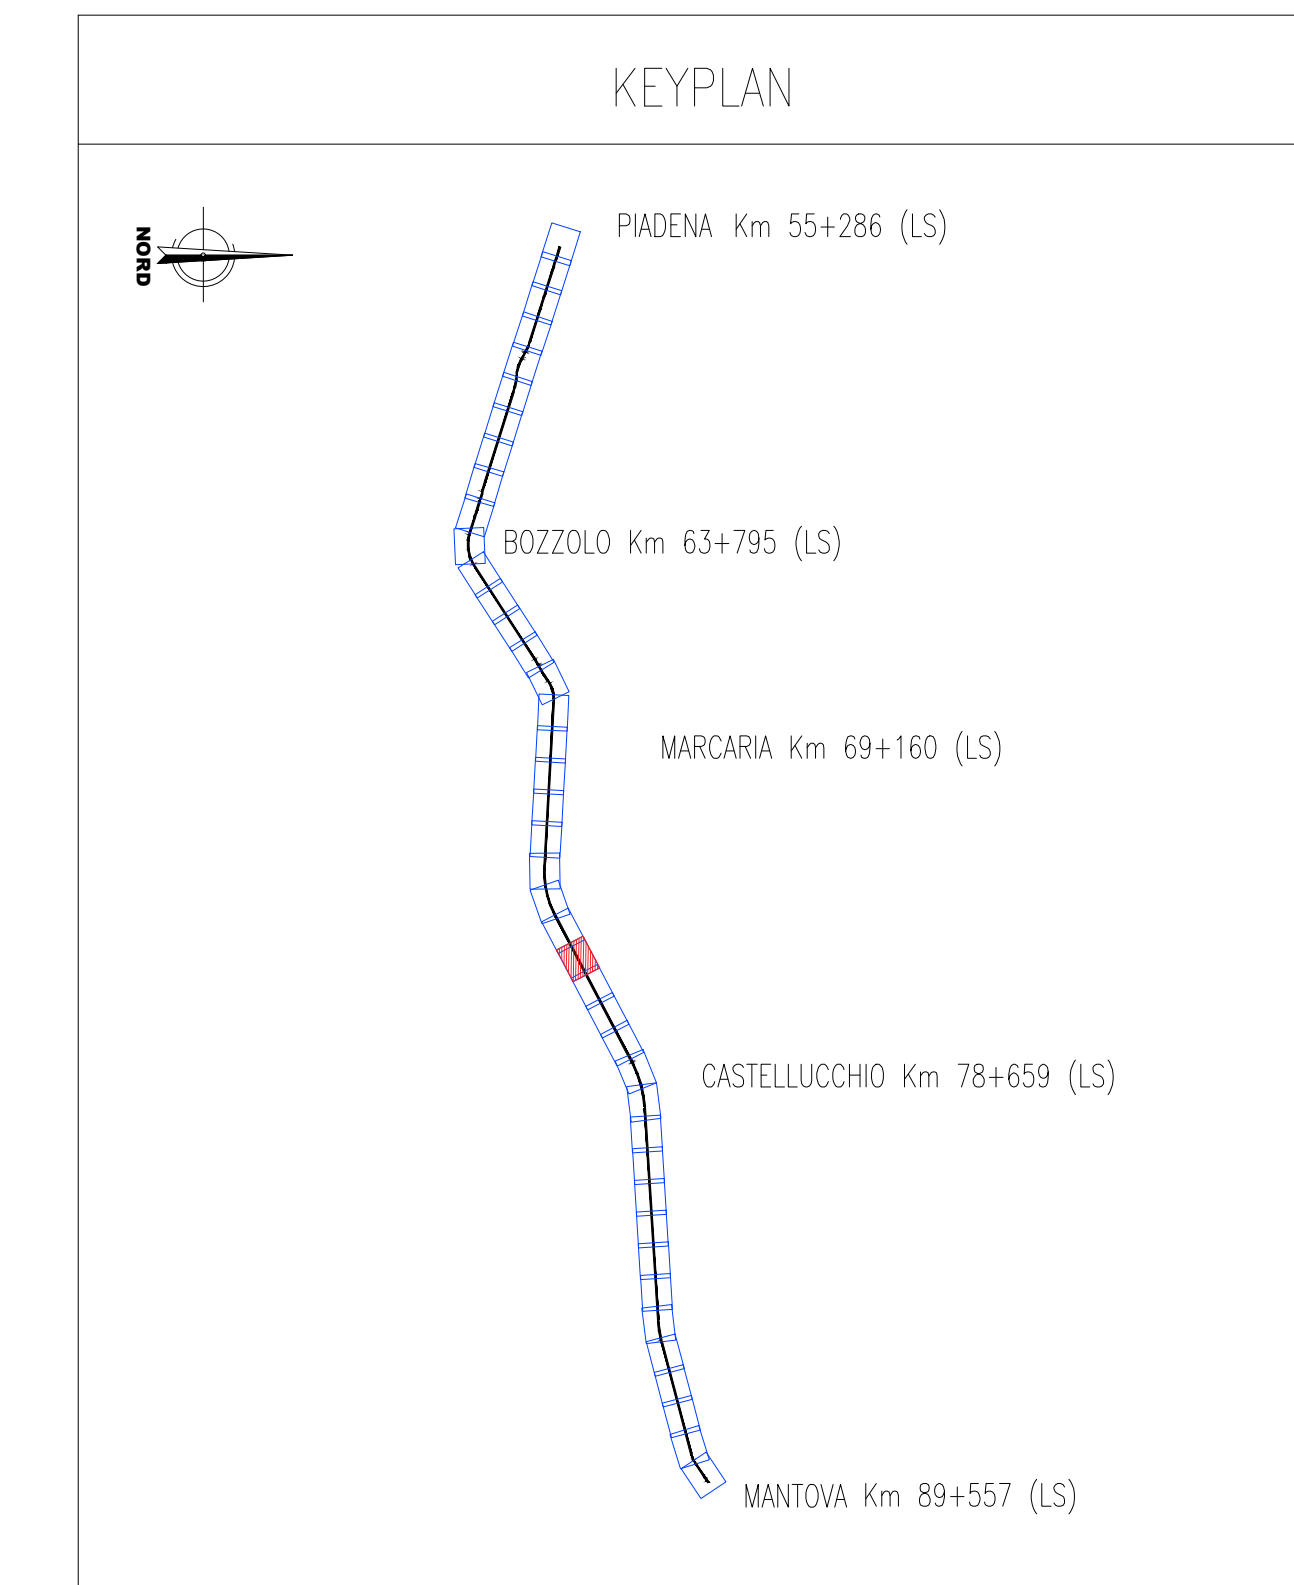 KEYPLAN
NORD
PIADENA Km 55+286 (LS)
BOZZOLO Km 63+795 (LS)
MARCARIA Km 69+160 (LS)
CASTELLUCCHIO Km 78+659 (LS)
MANTOVA Km 89+557 (LS)